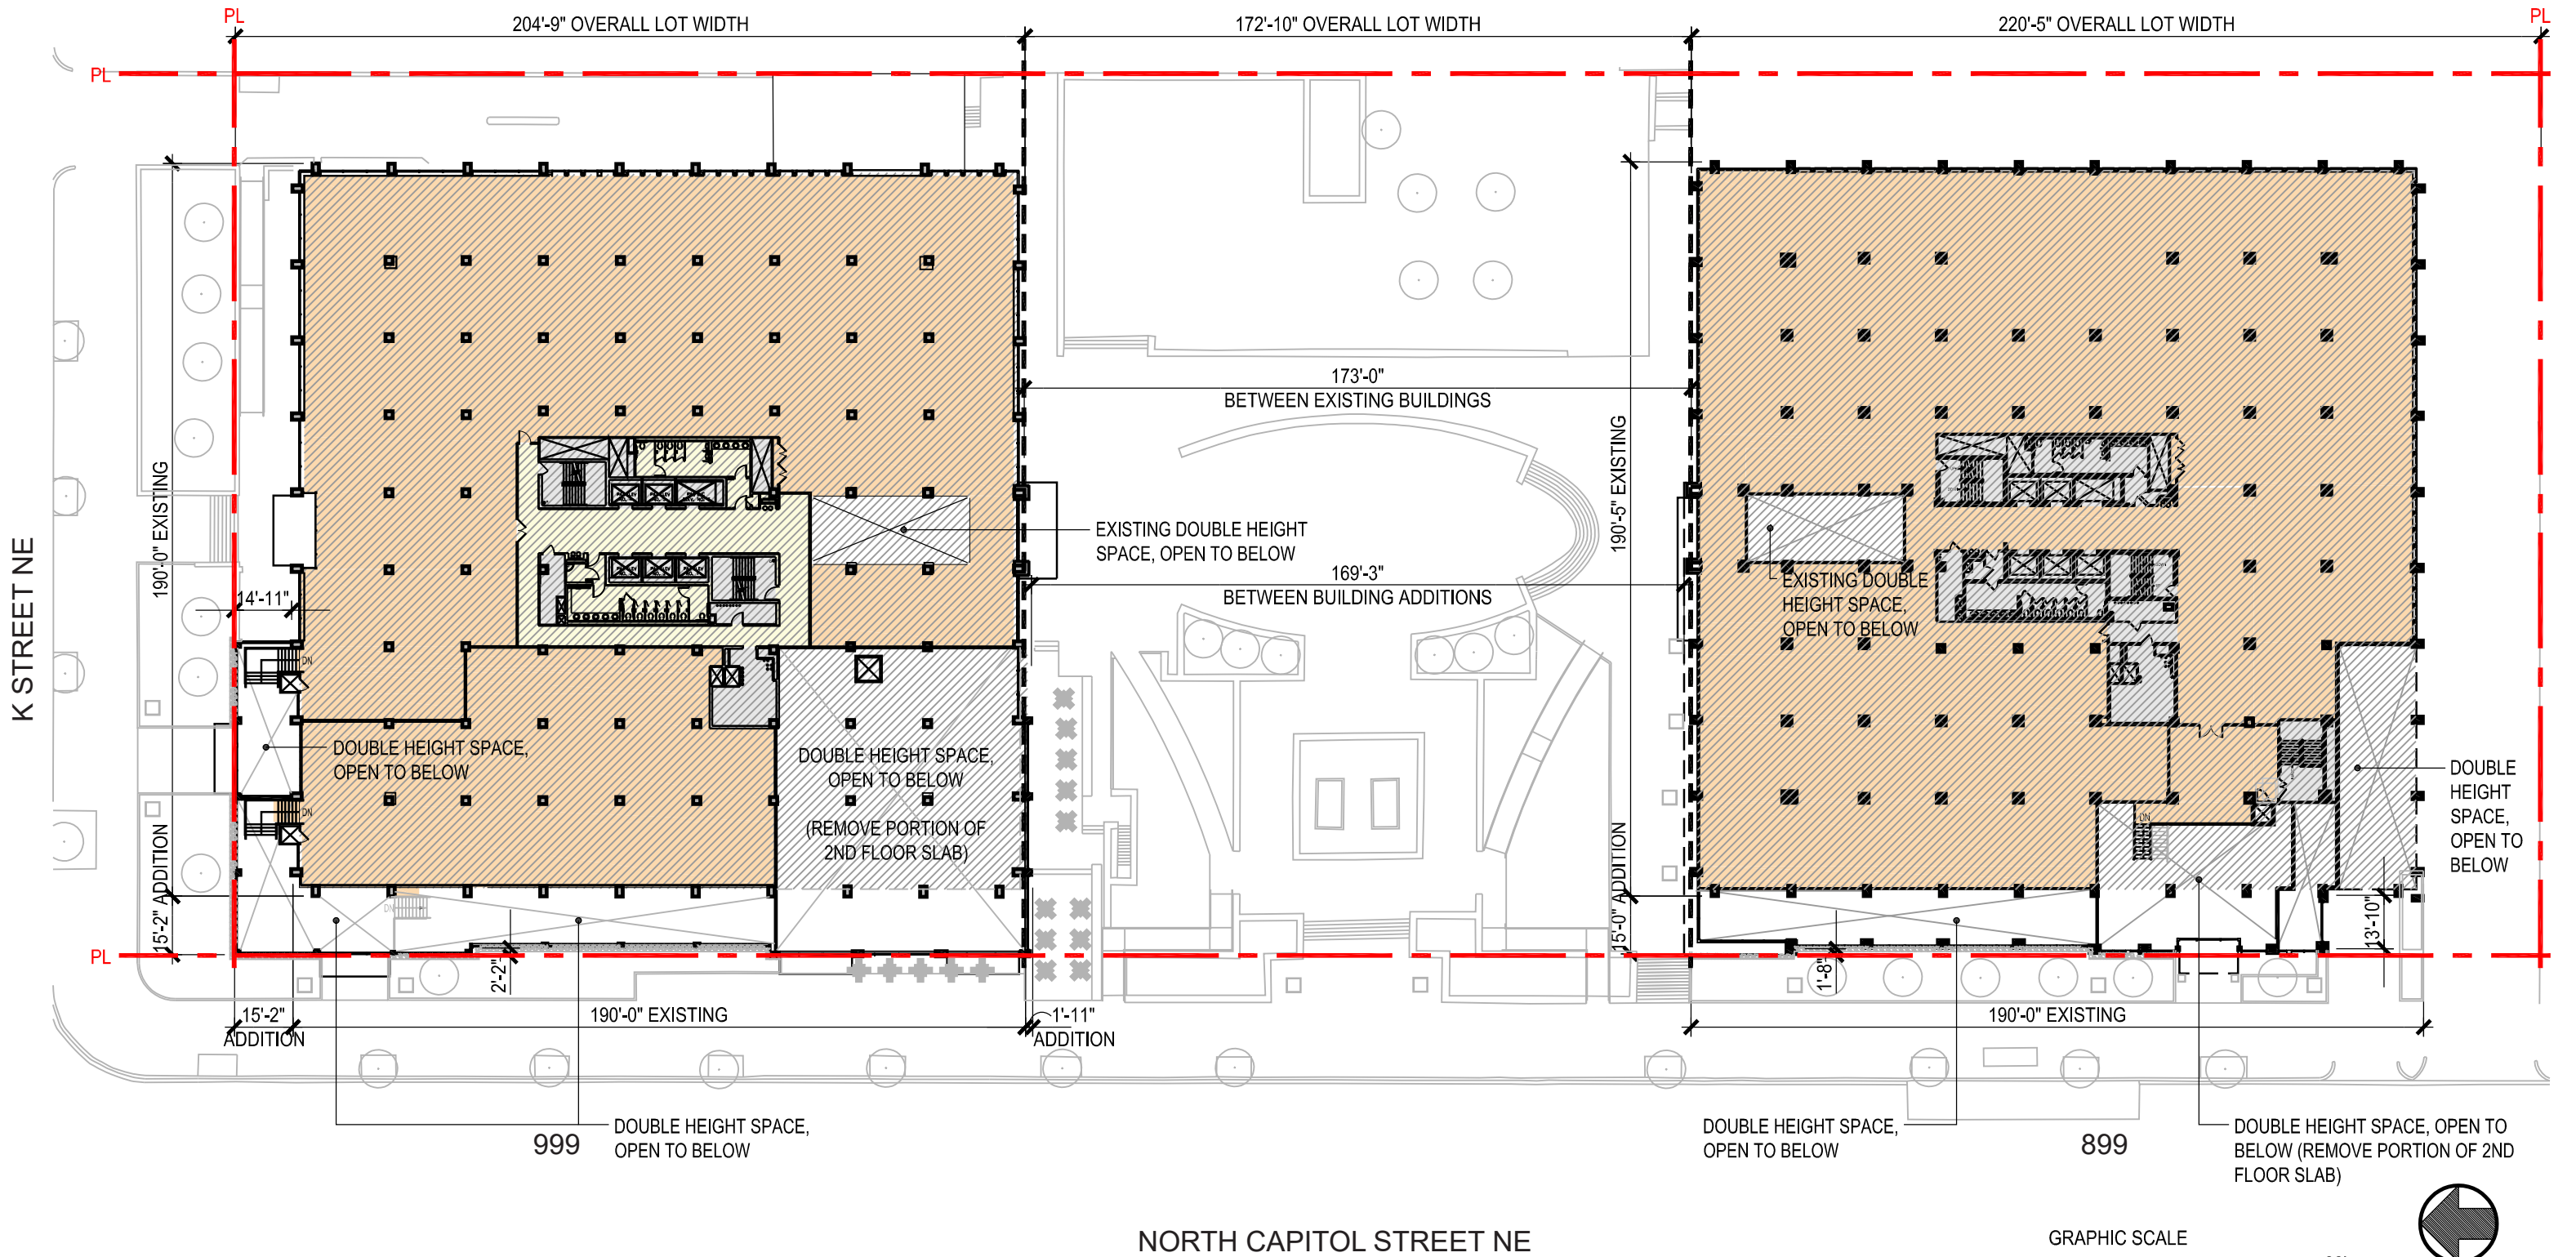 PL
204'-9" OVERALL LOT WIDTH
172'-10" OVERALL LOT WIDTH
220'-5" OVERALL LOT WIDTH
PL
PL
173'-0"
BETWEEN EXISTING BUILDINGS
190'-0" EXISTING
190'-5" EXISTING
K STREET NE
EXISTING DOUBLE HEIGHT
SPACE, OPEN TO BELOW
169'-3"
BETWEEN BUILDING ADDITIONS
EXISTING DOUBLE
HEIGHT SPACE,
OPEN TO BELOW
14'-11"
DN
DOUBLE HEIGHT SPACE,
OPEN TO BELOW
DOUBLE HEIGHT SPACE,
OPEN TO BELOW
(REMOVE PORTION OF
2ND FLOOR SLAB)
DOUBLE
HEIGHT
SPACE,
OPEN TO
BELOW
DN
DN
DN
15'-2" ADDITION
15'-0" ADDITION
13'-10"
PL
2'-2"
1'-8"
15'-2"
ADDITION
190'-0" EXISTING
1'-11"
ADDITION
190'-0" EXISTING
DOUBLE HEIGHT SPACE,
OPEN TO BELOW
999
DOUBLE HEIGHT SPACE,
OPEN TO BELOW
899
DOUBLE HEIGHT SPACE, OPEN TO
BELOW (REMOVE PORTION OF 2ND
FLOOR SLAB)
NORTH CAPITOL STREET NE
GRAPHIC SCALE